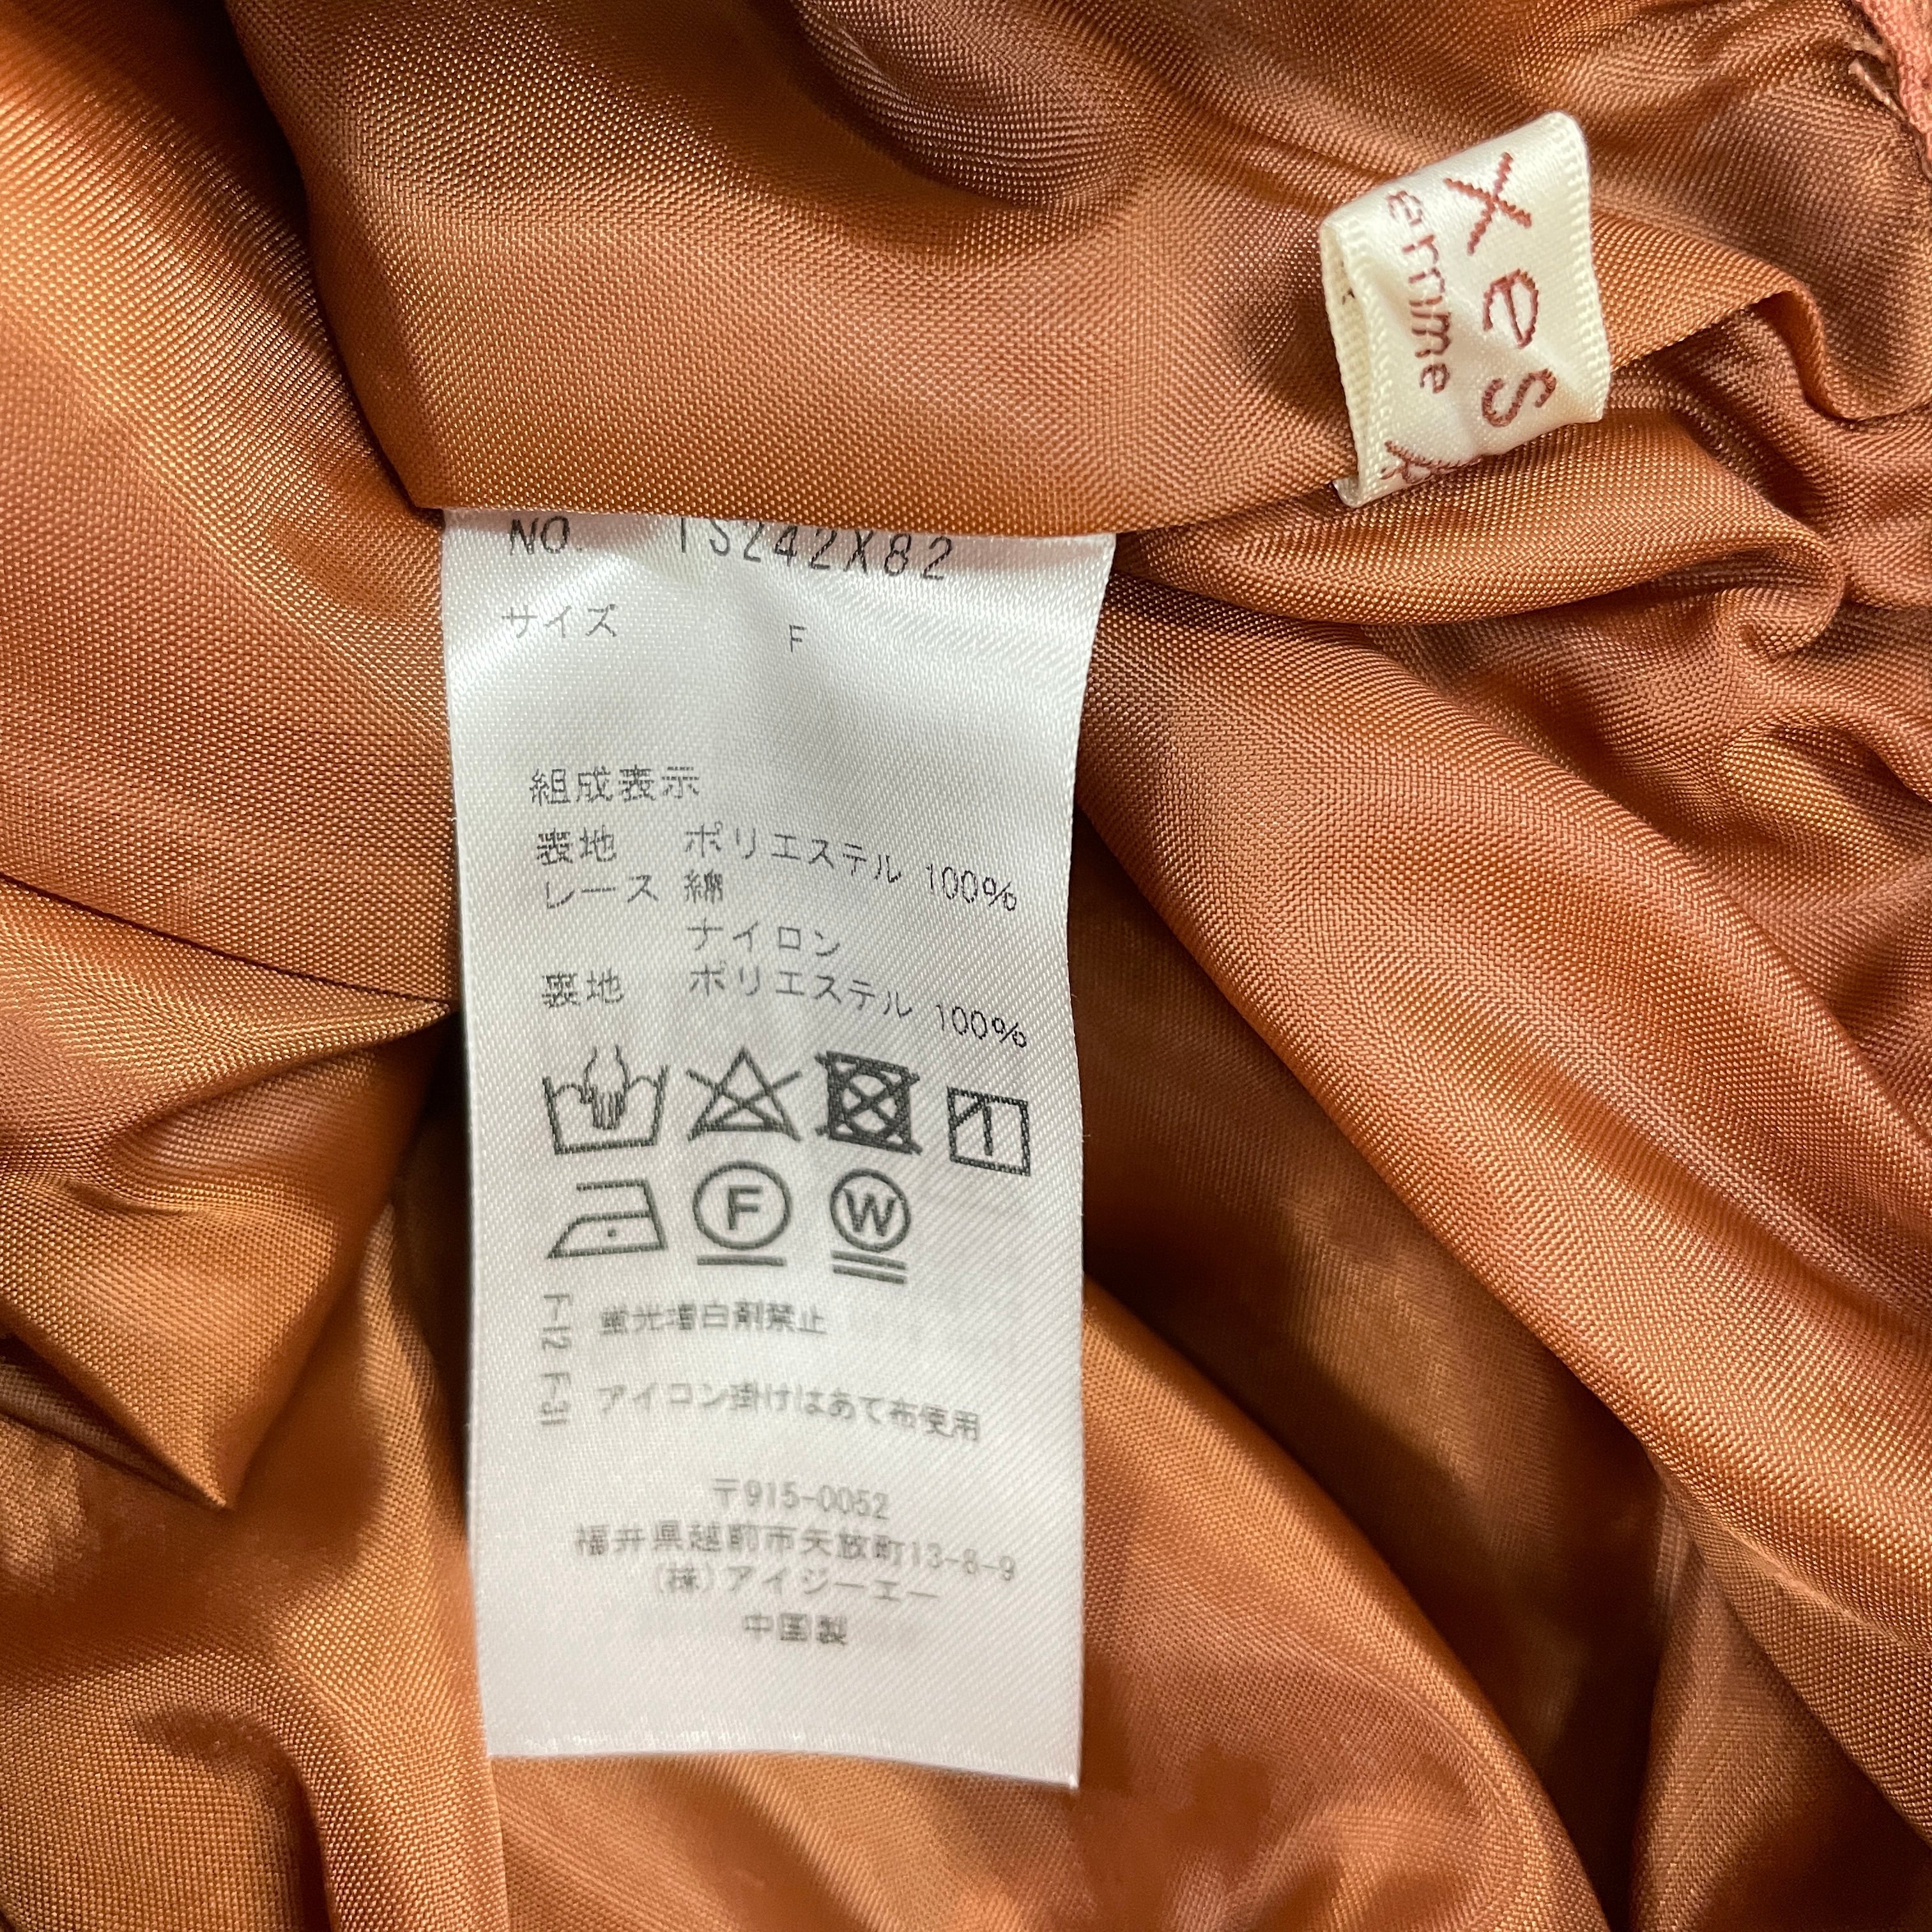 xes
emme
x
NO. TS242X82
サイズ F
組成表示
表地 ポリエステル 100%
レース 綿
ナイロン
裏地 ポリエステル 100%
F
W
F-12 蛍光増白剤禁止
F-31 アイロン掛けはあて布使用
〒915-0052
福井県越前市矢放町13-8-9
(株)アイジーエー
中国製